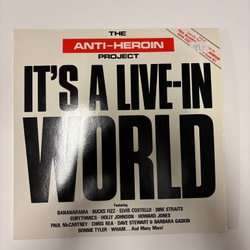 THE
ANTI-HEROIN
PROJECT
IT'S A LIVE-IN
WORLD
Featuring
BANANARAMA · BUCKS FIZZ · ELVIS COSTELLO · DIRE STRAITS
EURYTHMICS · HOLLY JOHNSON · HOWARD JONES
PAUL McCARTNEY · CHRIS REA · DAVE STEWART & BARBARA GASKIN
BONNIE TYLER · WHAM... And Many More!